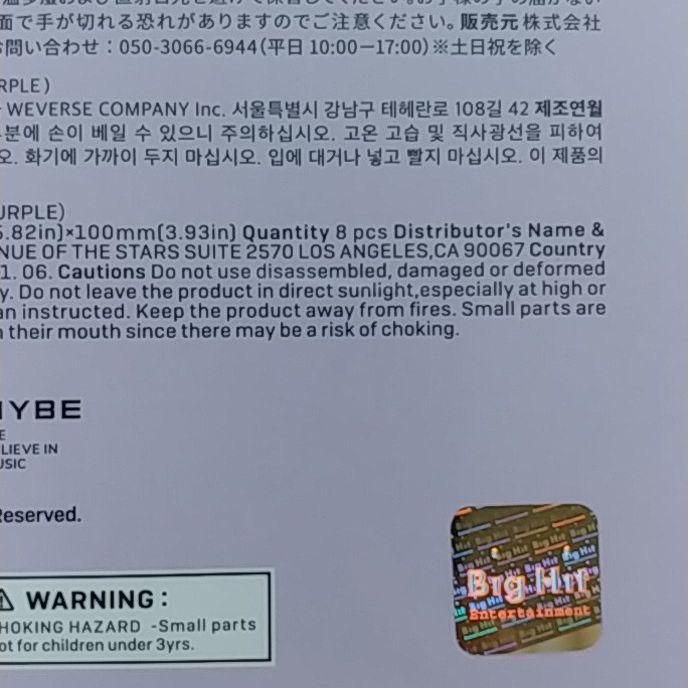 面で手が切れる恐れがありますのでご注意ください。販売元 株式会社
お問い合わせ：050-3066-6944（平日 10:00－17:00）※土日祝を除く
RPLE )
WEVERSE COMPANY Inc. 서울특별시 강남구 테헤란로 108길 42 제조연월
분에 손이 베일 수 있으니 주의하십시오. 고온 고습 및 직사광선을 피하여
오. 화기에 가까이 두지 마십시오. 입에 대거나 넣고 빨지 마십시오. 이 제품의
URPLE)
5.82in)×100mm(3.93in) Quantity 8 pcs Distributor's Name &
NUE OF THE STARS SUITE 2570 LOS ANGELES,CA 90067 Country
1. 06. Cautions Do not use disassembled, damaged or deformed
y. Do not leave the product in direct sunlight,especially at high or
an instructed. Keep the product away from fires. Small parts are
n their mouth since there may be a risk of choking.
HYBE
E
LIEVE IN
USIC
Reserved.
WARNING :
HOKING HAZARD -Small parts
ot for children under 3yrs.
Big Hit
Entertainment